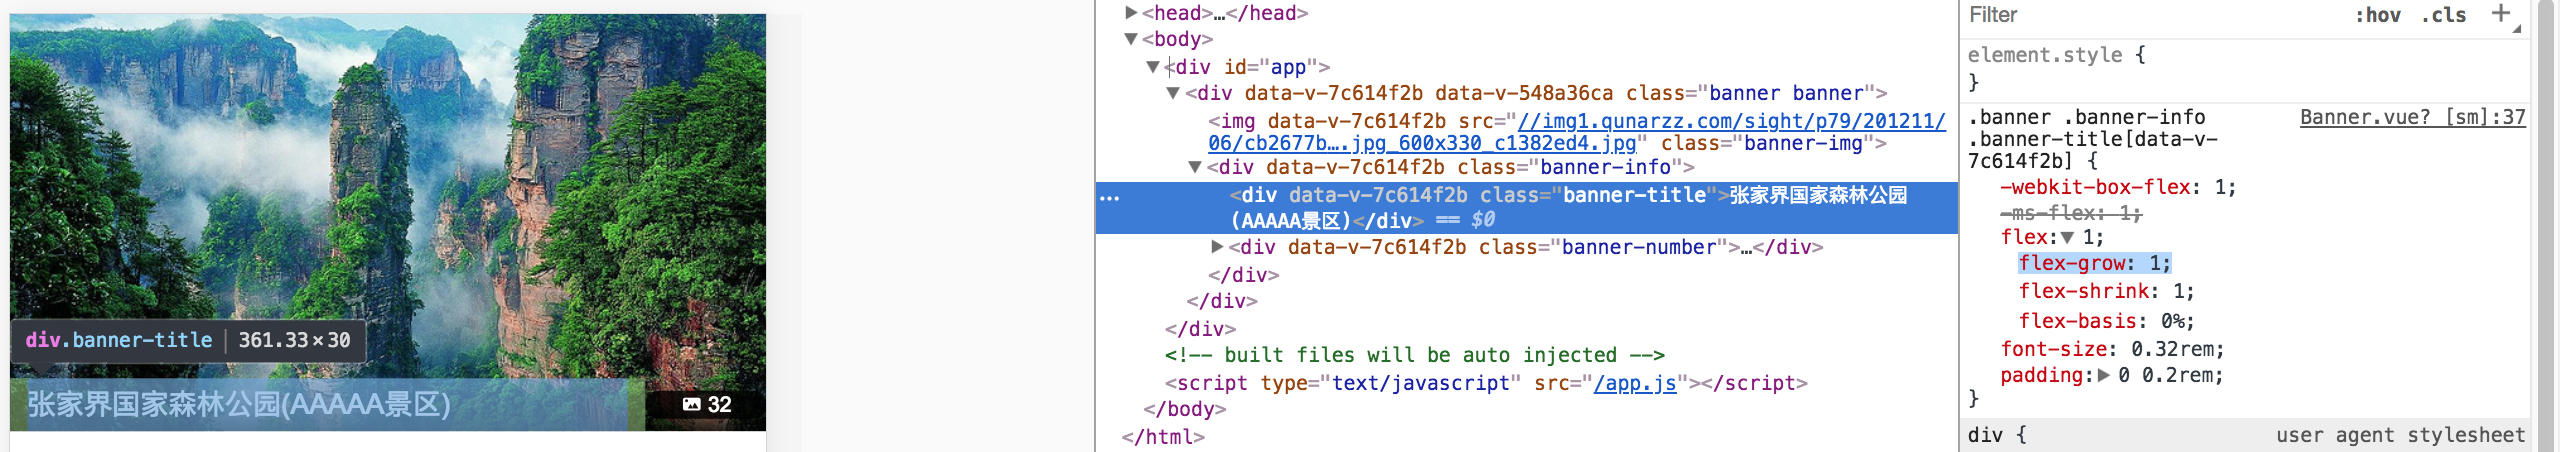 div.banner-title | 361.33×30
张家界国家森林公园(AAAAA景区)
32
▶<head>…</head>
▼<body>
▼<div id="app">
▼<div data-v-7c614f2b data-v-548a36ca class="banner banner">
<img data-v-7c614f2b src="//img1.qunarzz.com/sight/p79/201211/
06/cb2677b….jpg_600x330_c1382ed4.jpg" class="banner-img">
▼<div data-v-7c614f2b class="banner-info">
… <div data-v-7c614f2b class="banner-title">张家界国家森林公园
(AAAAA景区)</div> == $0
▶<div data-v-7c614f2b class="banner-number">…</div>
</div>
</div>
</div>
<!-- built files will be auto injected -->
<script type="text/javascript" src="/app.js"></script>
</body>
</html>
Filter :hov .cls +
element.style {
}
.banner .banner-info Banner.vue? [sm]:37
.banner-title[data-v-
7c614f2b] {
-webkit-box-flex: 1;
-ms-flex: 1;
flex:▼1;
flex-grow: 1;
flex-shrink: 1;
flex-basis: 0%;
font-size: 0.32rem;
padding:▶0 0.2rem;
}
div { user agent stylesheet